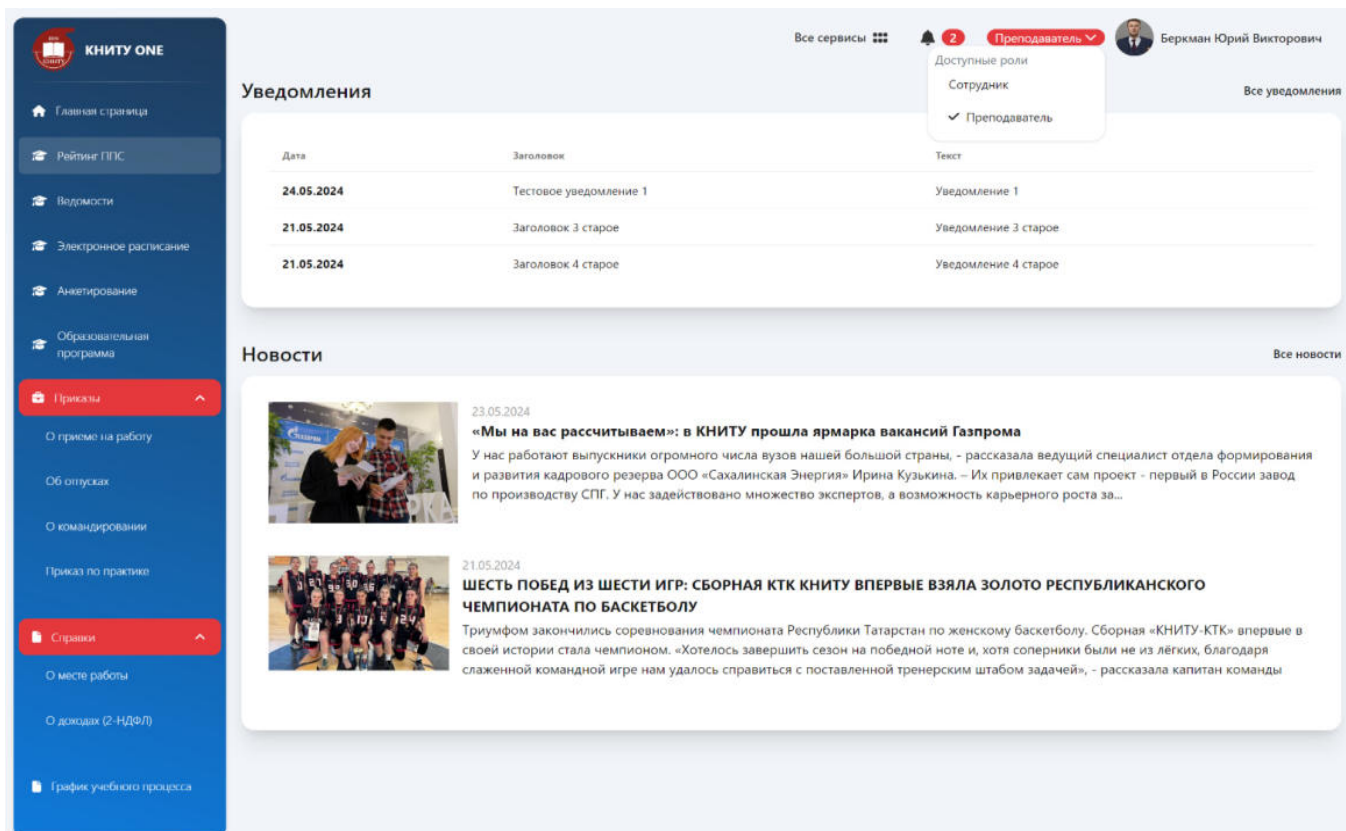 КНИТУ ONE
Главная страница
Рейтинг ППС
Ведомости
Электронное расписание
Анкетирование
Образовательная
программа
Приказы
О приеме на работу
Об отпусках
О командировании
Приказ по практике
Справки
О месте работы
О доходах (2-НДФЛ)
График учебного процесса
Все сервисы
2
Преподаватель
Беркман Юрий Викторович
Доступные роли
Сотрудник
Преподаватель
Уведомления
Все уведомления
Дата Заголовок Текст
24.05.2024 Тестовое уведомление 1 Уведомление 1
21.05.2024 Заголовок 3 старое Уведомление 3 старое
21.05.2024 Заголовок 4 старое Уведомление 4 старое
Новости
Все новости
23.05.2024
«Мы на вас рассчитываем»: в КНИТУ прошла ярмарка вакансий Газпрома
У нас работают выпускники огромного числа вузов нашей большой страны, - рассказала ведущий специалист отдела формирования
и развития кадрового резерва ООО «Сахалинская Энергия» Ирина Кузькина. – Их привлекает сам проект - первый в России завод
по производству СПГ. У нас задействовано множество экспертов, а возможность карьерного роста за...
21.05.2024
ШЕСТЬ ПОБЕД ИЗ ШЕСТИ ИГР: СБОРНАЯ КТК КНИТУ ВПЕРВЫЕ ВЗЯЛА ЗОЛОТО РЕСПУБЛИКАНСКОГО
ЧЕМПИОНАТА ПО БАСКЕТБОЛУ
Триумфом закончились соревнования чемпионата Республики Татарстан по женскому баскетболу. Сборная «КНИТУ-КТК» впервые в
своей истории стала чемпионом. «Хотелось завершить сезон на победной ноте и, хотя соперники были не из лёгких, благодаря
слаженной командной игре нам удалось справиться с поставленной тренерским штабом задачей», - рассказала капитан команды